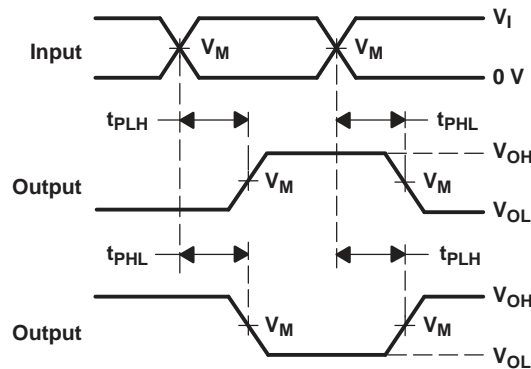 V_I
Input V_M V_M
0 V
t_PLH t_PHL
V_OH
Output V_M V_M
V_OL
t_PHL t_PLH
V_OH
Output V_M V_M
V_OL